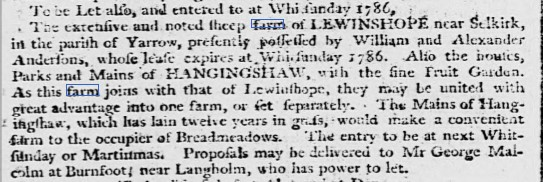 To be Let also, and entered to at Whitsunday 1786,
The extensive and noted sheep farm of LEWINSHOPE near Selkirk,
in the parish of Yarrow, presently possessed by William and Alexander
Andersons, whose lease expires at Whitsunday 1786. Also the houses,
Parks and Mains of HANGINGSHAW, with the fine Fruit Garden.
As this farm joins with that of Lewinshope, they may be united with
great advantage into one farm, or set separately. The Mains of Hang-
ingshaw, which has lain twelve years in grass, would make a convenient
farm to the occupier of Breadmeadows. The entry to be at next Whit-
sunday or Martinmas. Proposals may be delivered to Mr George Mal-
colm at Burnfoot, near Langholm, who has power to let.